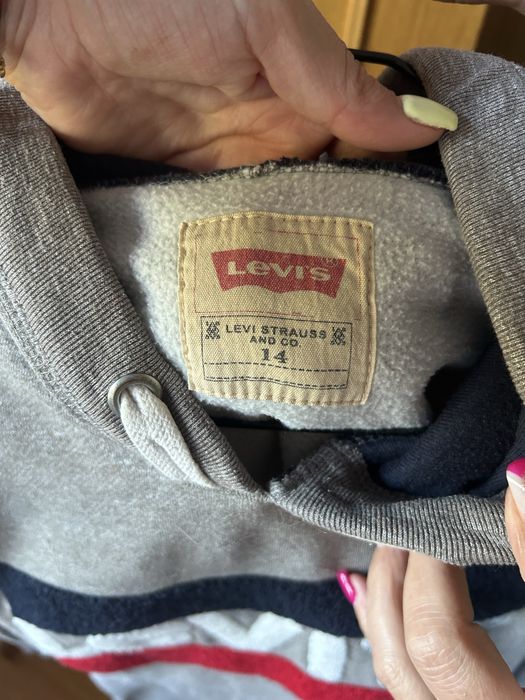 LEVI'S
®
LEVI STRAUSS
AND CO
14